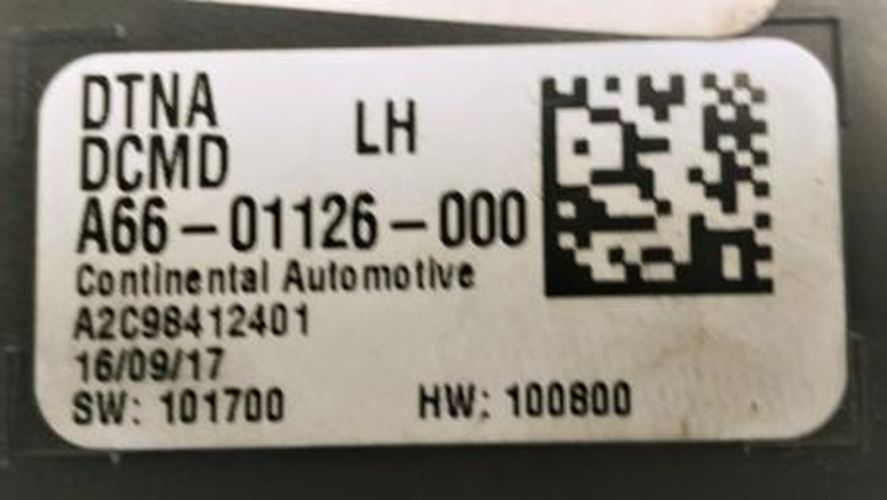 DTNA
DCMD LH
A66-01126-000
Continental Automotive
A2C98412401
16/09/17
SW: 101700 HW: 100800